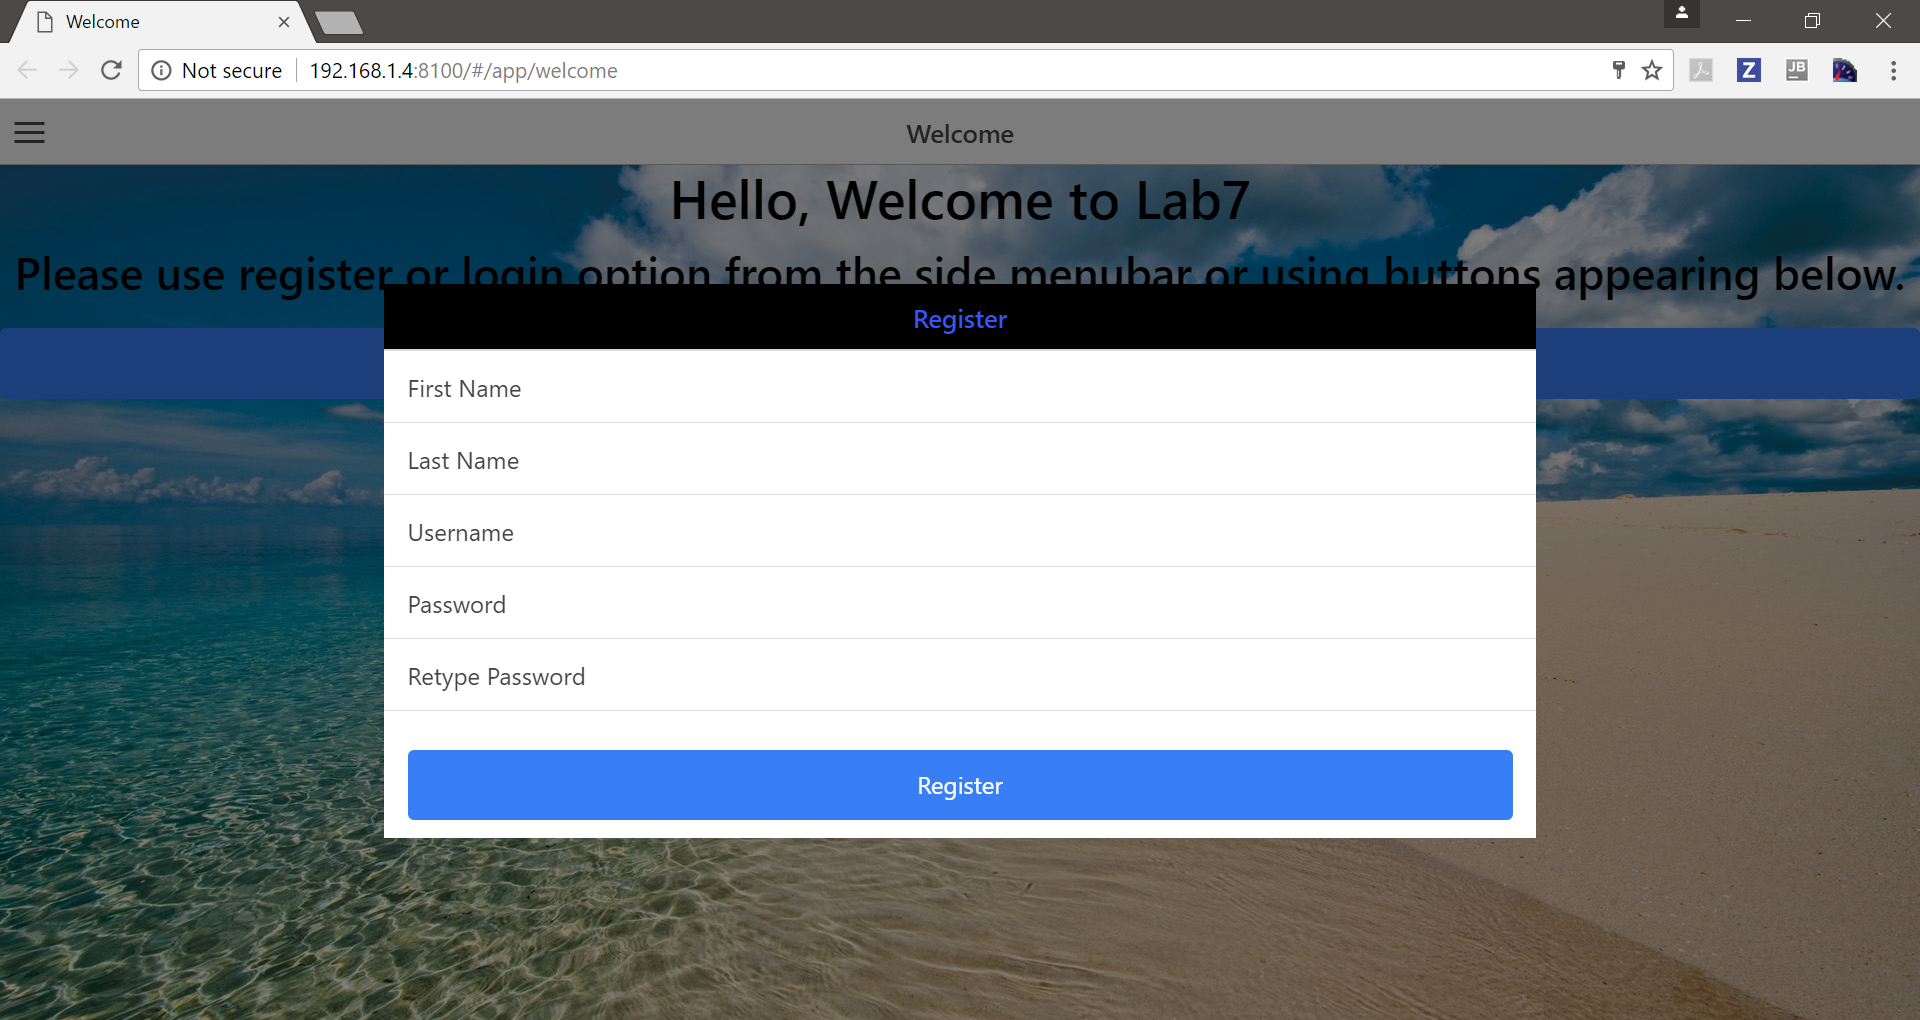 Welcome
Not secure
192.168.1.4:8100/#/app/welcome
Z
JB
Welcome
Hello, Welcome to Lab7
Please use register or login option from the side menubar or using buttons appearing below.
Register
First Name
Last Name
Username
Password
Retype Password
Register